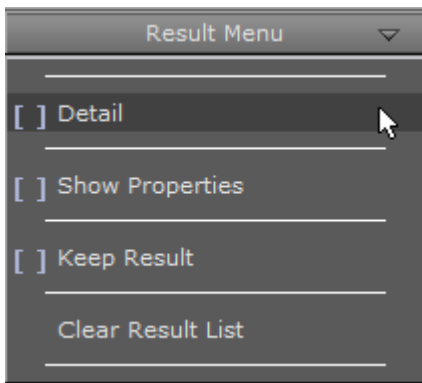 Result Menu
[ ] Detail
[ ] Show Properties
[ ] Keep Result
Clear Result List